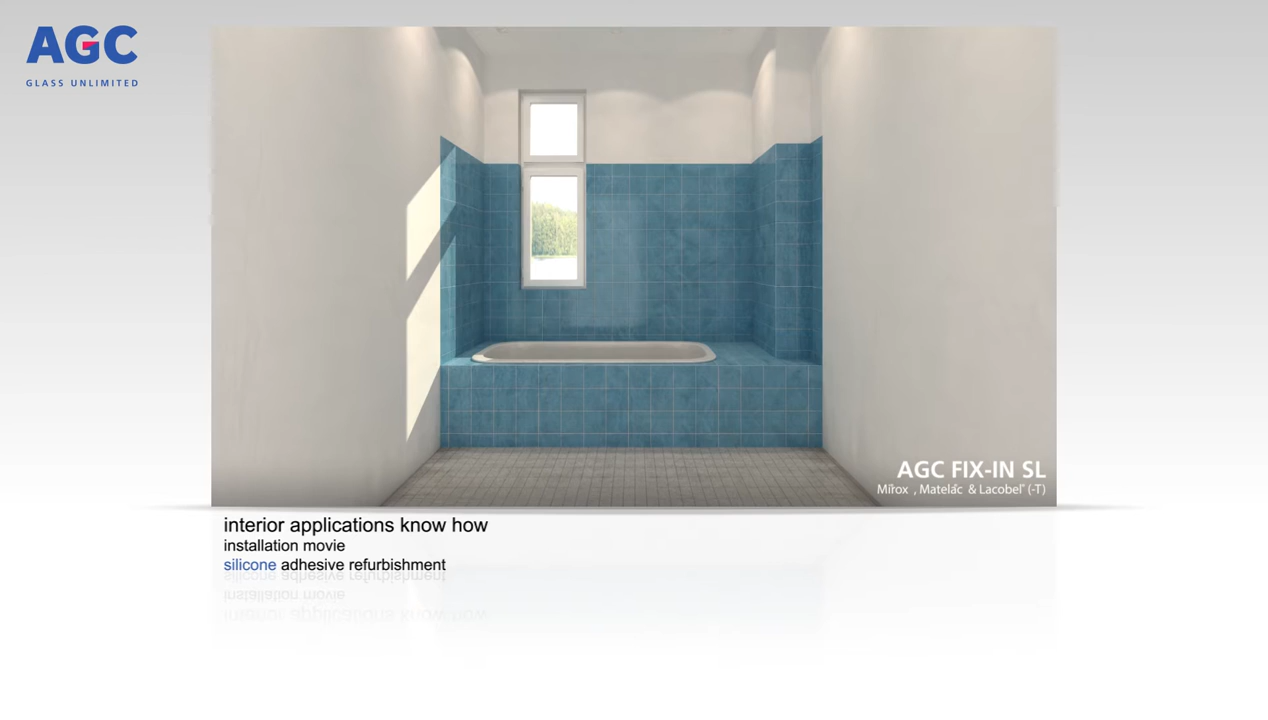 AGC
GLASS UNLIMITED
AGC FIX-IN SL
Mirox , Matelac & Lacobel (-T)
interior applications know how
installation movie
silicone adhesive refurbishment